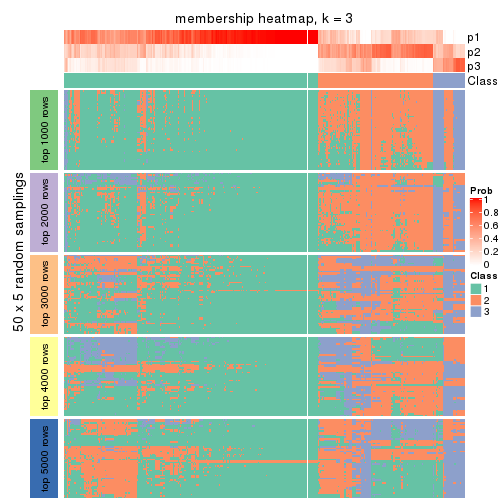 membership heatmap, k = 3
p1
p2
p3
Class
50 x 5 random samplings
top 1000 rows
top 2000 rows
top 3000 rows
top 4000 rows
top 5000 rows
Prob
1
0.8
0.6
0.4
0.2
0
Class
1
2
3